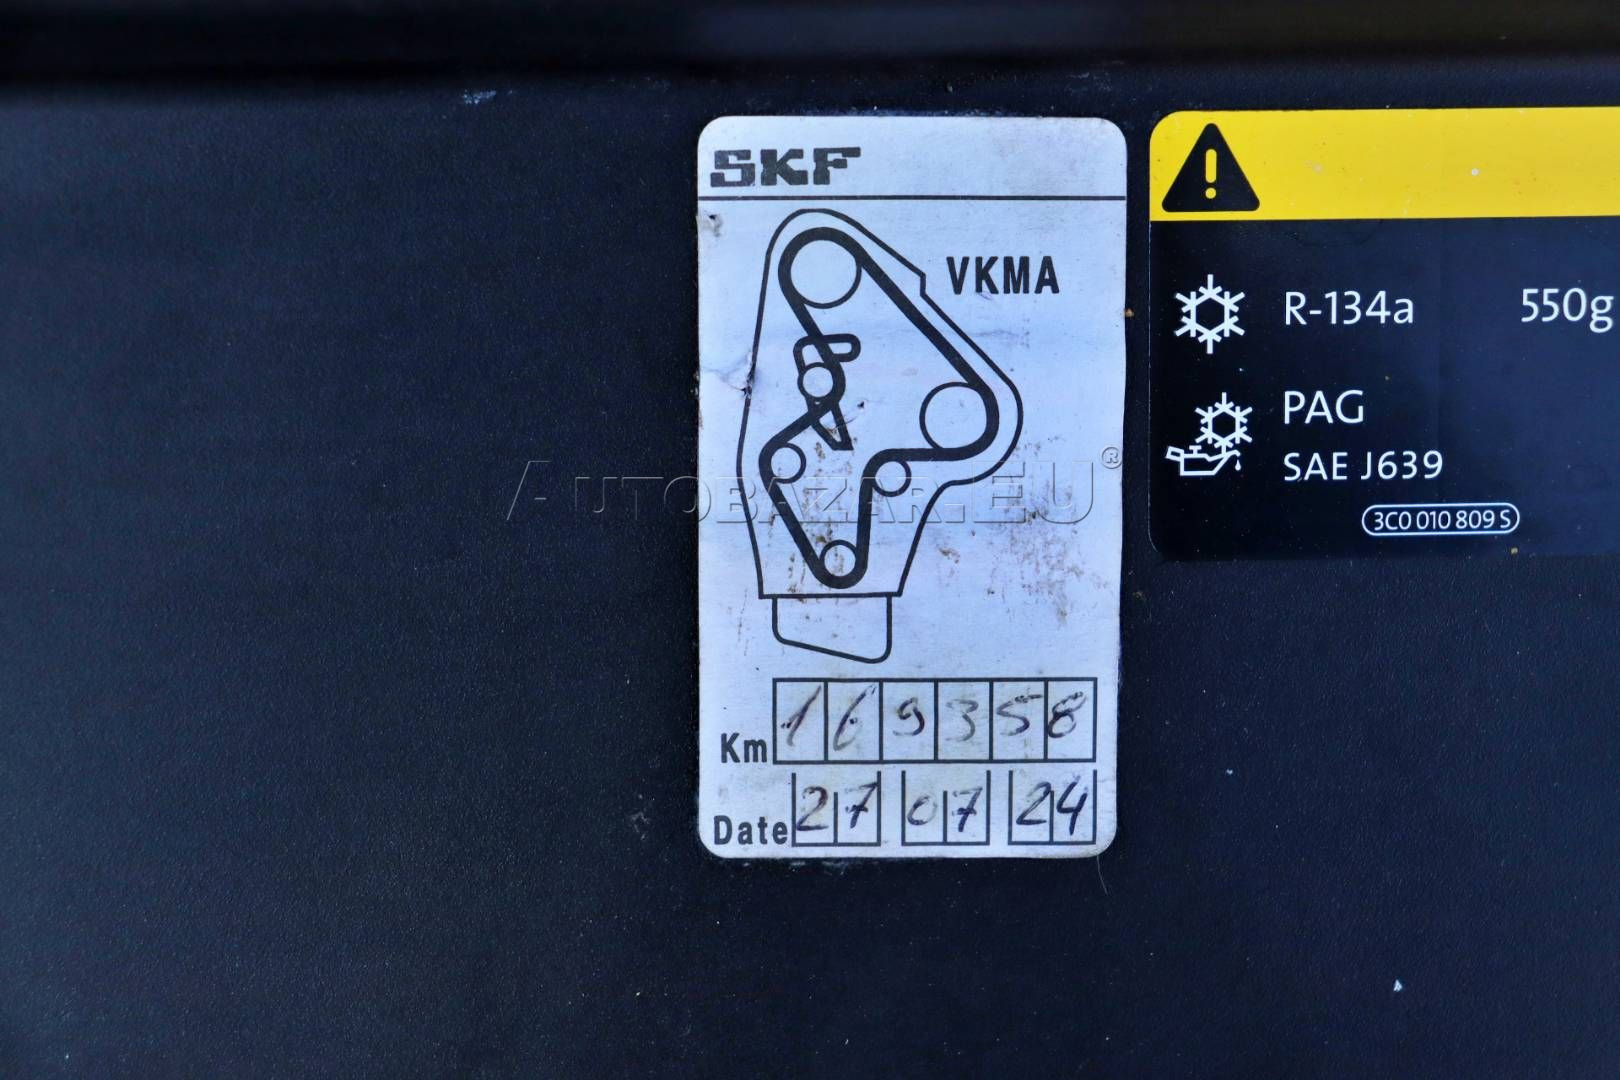 SKF
VKMA
Km 169358
Date 27 07 24
R-134a 550g
PAG
SAE J639
3C0 010 809 S
AUTOBAZAR.EU®